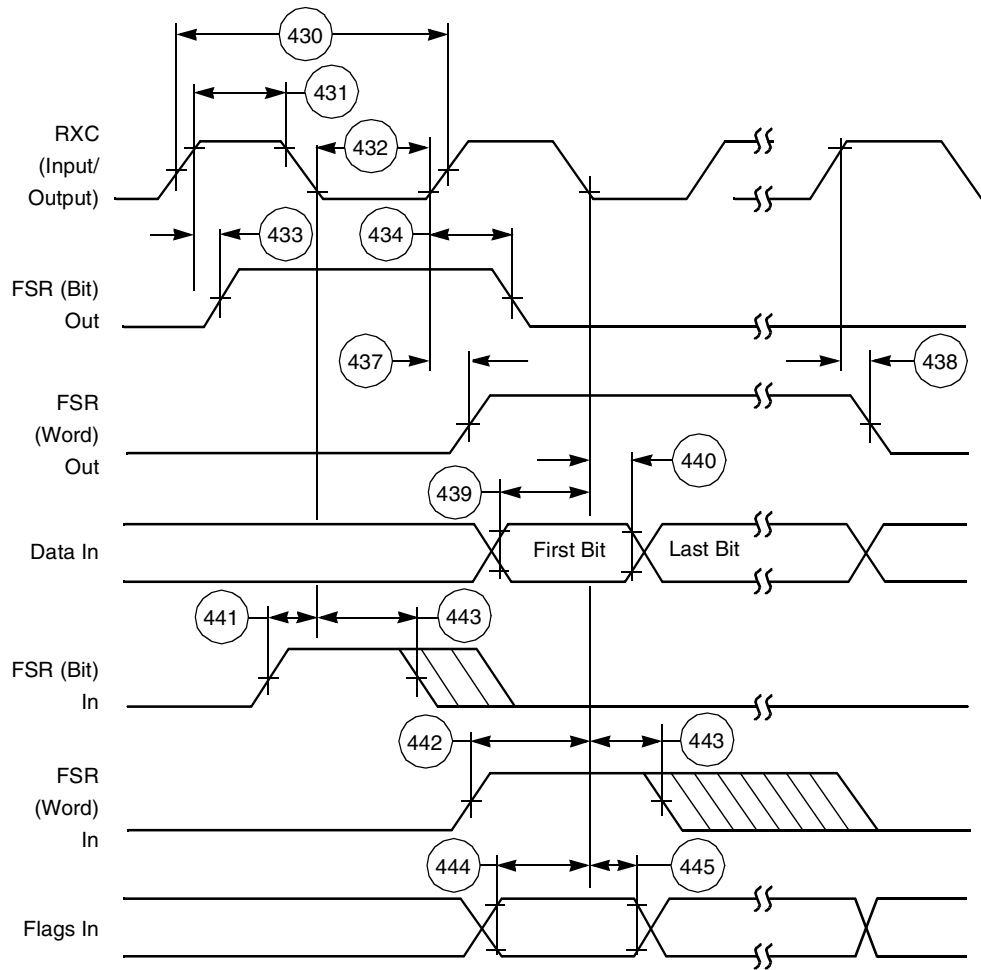 430
431
RXC
(Input/
Output)
432
433
434
FSR (Bit)
Out
437
438
FSR
(Word)
Out
440
439
Data In
First Bit
Last Bit
441
443
FSR (Bit)
In
442
443
FSR
(Word)
In
444
445
Flags In